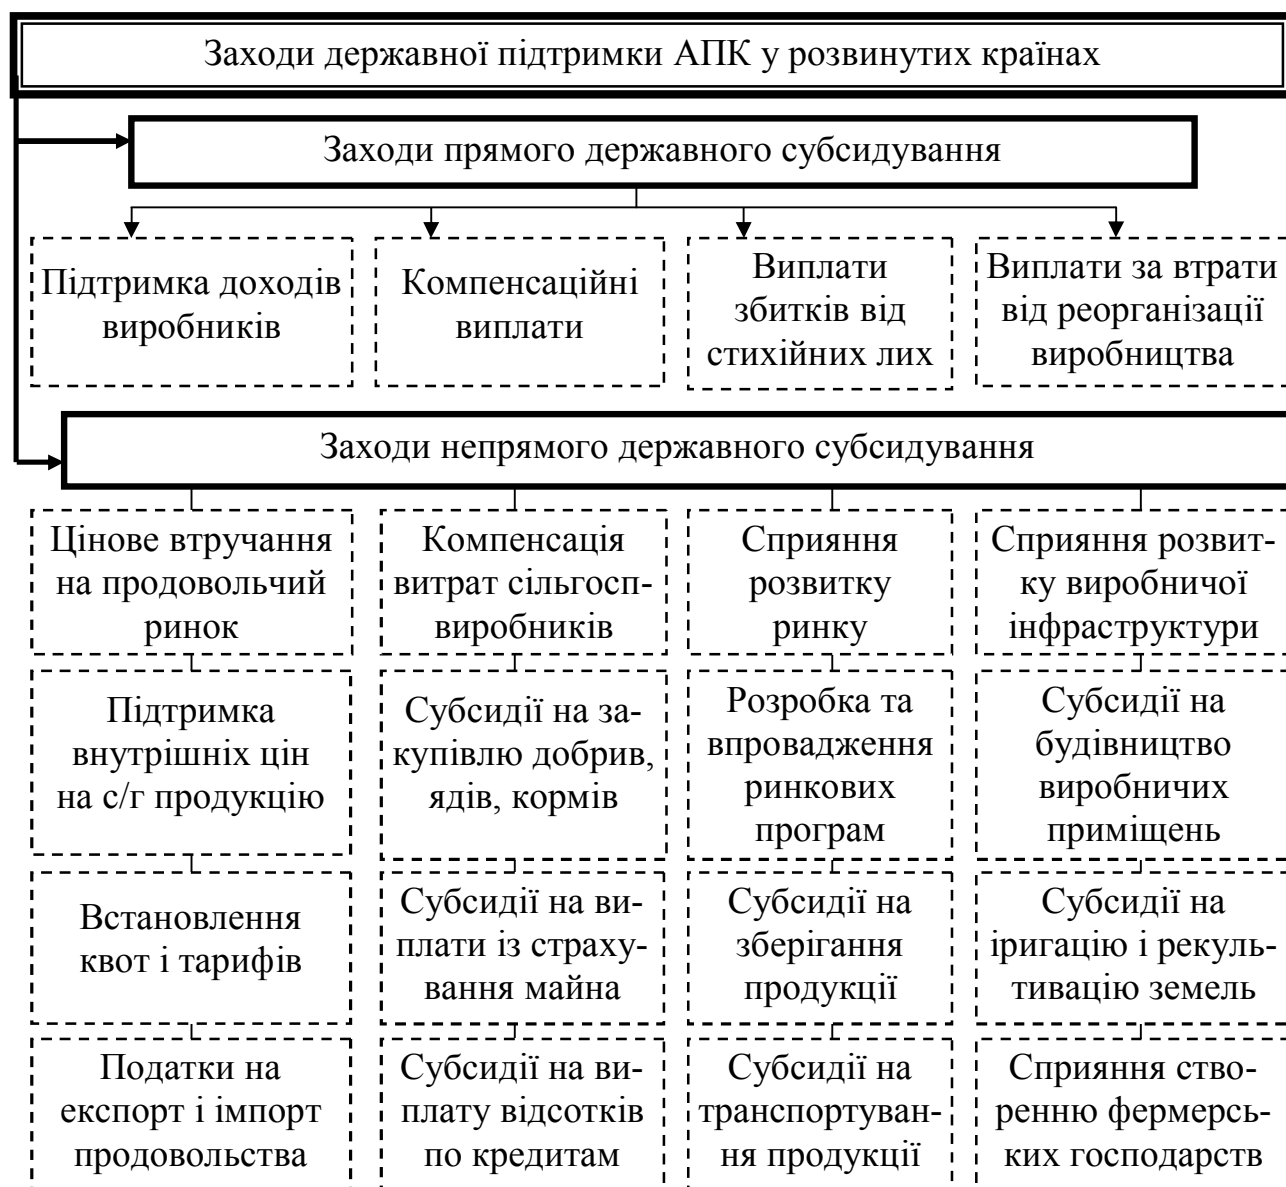 Заходи державної підтримки АПК у розвинутих країнах
Заходи прямого державного субсидування
Підтримка доходів
виробників
Компенсаційні
виплати
Виплати
збитків від
стихійних лих
Виплати за втрати
від реорганізації
виробництва
Заходи непрямого державного субсидування
Цінове втручання
на продовольчий
ринок
Компенсація
витрат сільгосп-
виробників
Сприяння
розвитку
ринку
Сприяння розвит-
ку виробничої
інфраструктури
Підтримка
внутрішніх цін
на с/г продукцію
Субсидії на за-
купівлю добрив,
ядів, кормів
Розробка та
впровадження
ринкових
програм
Субсидії на
будівництво
виробничих
приміщень
Встановлення
квот і тарифів
Субсидії на ви-
плати із страху-
вання майна
Субсидії на
зберігання
продукції
Субсидії на
іригацію і рекуль-
тивацію земель
Податки на
експорт і імпорт
продовольства
Субсидії на ви-
плату відсотків
по кредитам
Субсидії на
транспортуван-
ня продукції
Сприяння ство-
ренню фермерсь-
ких господарств